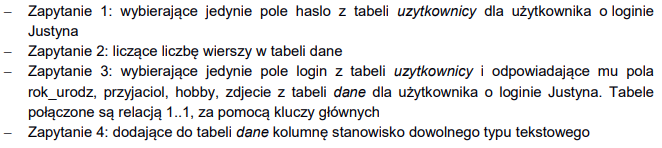 – Zapytanie 1: wybierające jedynie pole haslo z tabeli uzytkownicy dla użytkownika o loginie
Justyna
– Zapytanie 2: liczące liczbę wierszy w tabeli dane
– Zapytanie 3: wybierające jedynie pole login z tabeli uzytkownicy i odpowiadające mu pola
rok_urodz, przyjaciol, hobby, zdjecie z tabeli dane dla użytkownika o loginie Justyna. Tabele
połączone są relacją 1..1, za pomocą kluczy głównych
– Zapytanie 4: dodające do tabeli dane kolumnę stanowisko dowolnego typu tekstowego